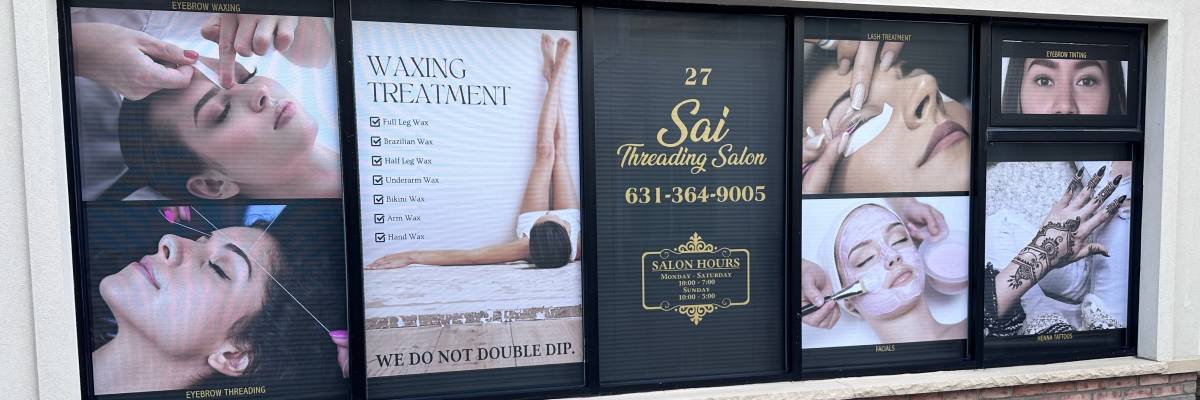 EYEBROW WAXING
EYEBROW THREADING
WAXING
TREATMENT
Full Leg Wax
Brazilian Wax
Half Leg Wax
Underarm Wax
Bikini Wax
Arm Wax
Hand Wax
WE DO NOT DOUBLE DIP.
27
Sai
Threading Salon
631-364-9005
SALON HOURS
MONDAY - SATURDAY
10:00 - 7:00
SUNDAY
10:00 - 5:00
LASH TREATMENT
FACIALS
EYEBROW TINTING
HENNA TATTOOS